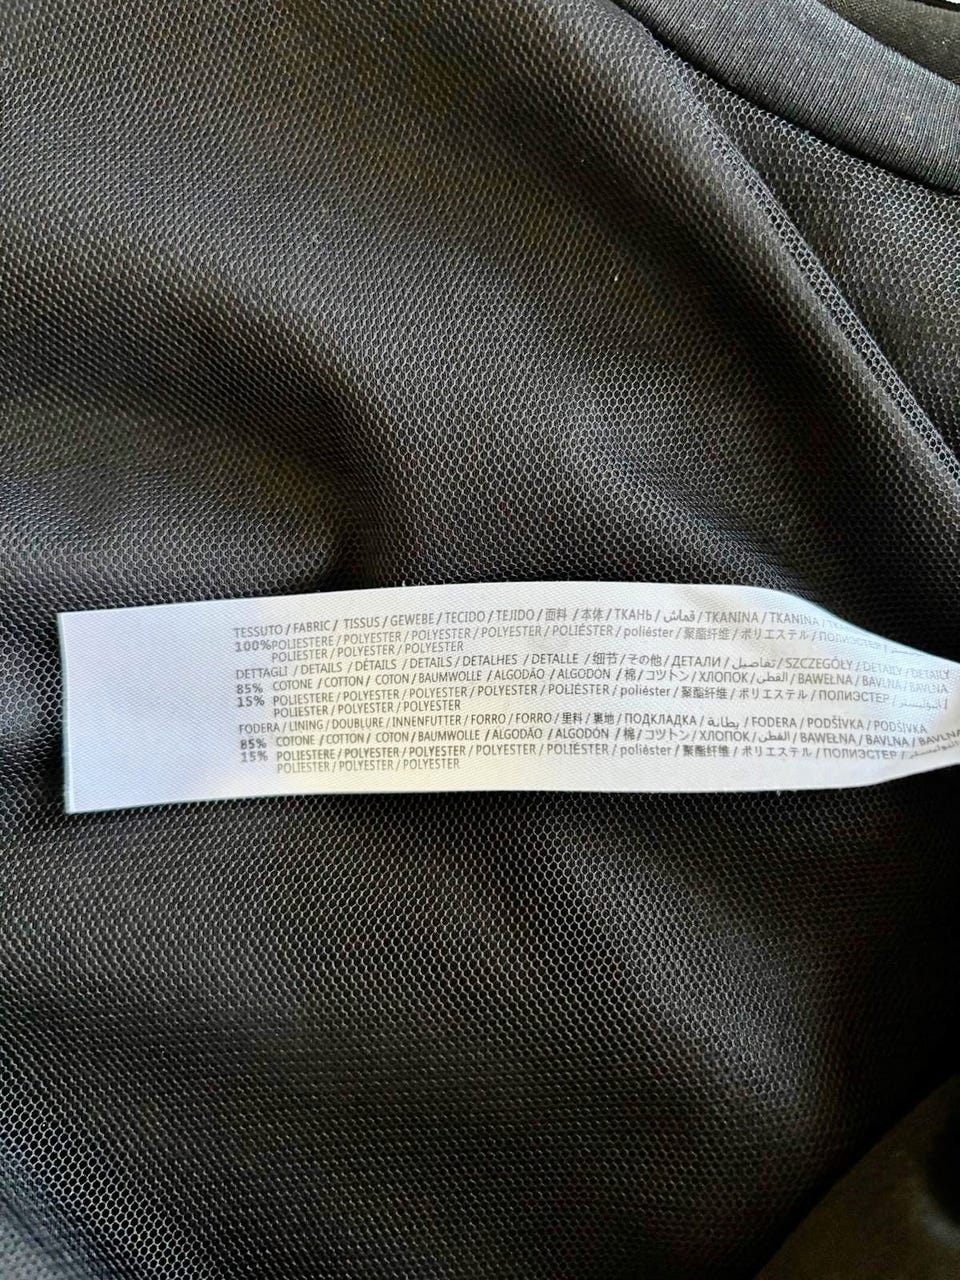 TESSUTO / FABRIC / TISSUS / GEWEBE / TECIDO / TEJIDO / 面料 / 本体 / ТКАНЬ / قماش / TKANINA / TKANINA /
100% POLIESTERE / POLYESTER / POLYESTER / POLYESTER / POLIÉSTER / poliéster / 聚酯纤维 / ポリエステル / ПОЛИЭСТЕР /
POLIESTER / POLYESTER / POLYESTER
DETTAGLI / DETAILS / DÉTAILS / DETAILS / DETALHES / DETALLE / 细节 / その他 / ДЕТАЛИ / تفاصيل / SZCZEGÓŁY / DETAILY / DETAILY
85% COTONE / COTTON / COTON / BAUMWOLLE / ALGODÃO / ALGODÓN / 棉 / コツトン / ХЛОПОК / القطن / BAWEŁNA / BAVLNA / BAVLNA
15% POLIESTERE / POLYESTER / POLYESTER / POLYESTER / POLIÉSTER / poliéster / 聚酯纤维 / ポリエステル / ПОЛИЭСТЕР /
POLIESTER / POLYESTER / POLYESTER
FODERA / LINING / DOUBLURE / INNENFUTTER / FORRO / FORRO / 里料 / 裏地 / ПОДКЛАДКА / بطانة / FODERA / PODŠÍVKA / PODŠÍVKA
85% COTONE / COTTON / COTON / BAUMWOLLE / ALGODÃO / ALGODÓN / 棉 / コツトン / ХЛОПОК / القطن / BAWEŁNA / BAVLNA / BAVLNA
15% POLIESTERE / POLYESTER / POLYESTER / POLYESTER / POLIÉSTER / poliéster / 聚酯纤维 / ポリエステル / ПОЛИЭСТЕР /
POLIESTER / POLYESTER / POLYESTER